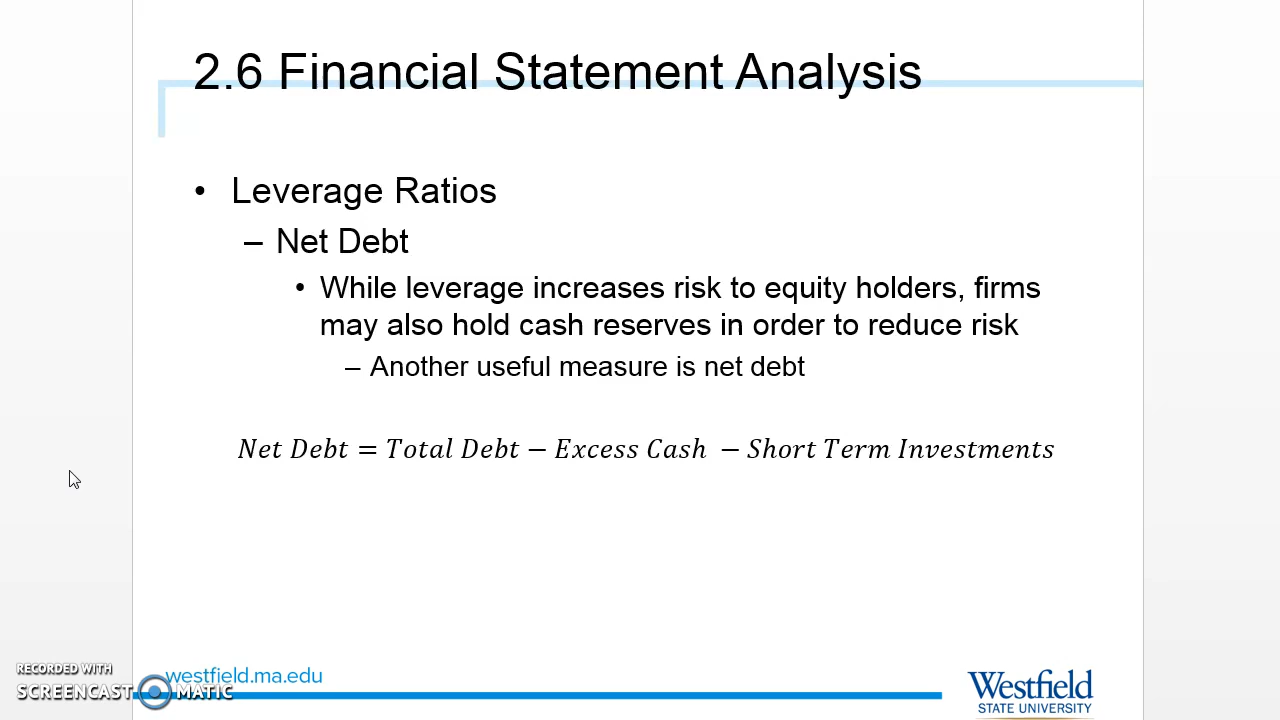 2.6 Financial Statement Analysis
• Leverage Ratios
– Net Debt
• While leverage increases risk to equity holders, firms
may also hold cash reserves in order to reduce risk
– Another useful measure is net debt
Net Debt = Total Debt − Excess Cash − Short Term Investments
RECORDED WITH
SCREENCAST MATIC
westfield.ma.edu
Westfield
STATE UNIVERSITY